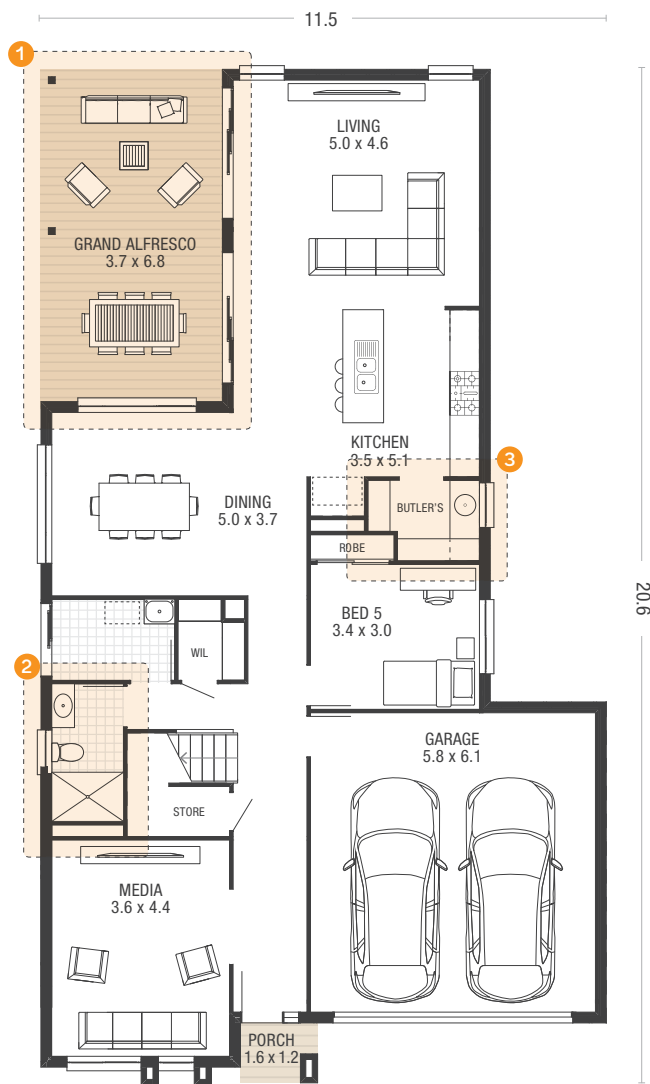 11.5
1
LIVING
5.0 x 4.6
GRAND ALFRESCO
3.7 x 6.8
KITCHEN
3.5 x 5.1
3
DINING
5.0 x 3.7
BUTLER'S
ROBE
BED 5
3.4 x 3.0
20.6
WIL
2
GARAGE
5.8 x 6.1
STORE
MEDIA
3.6 x 4.4
PORCH
1.6 x 1.2